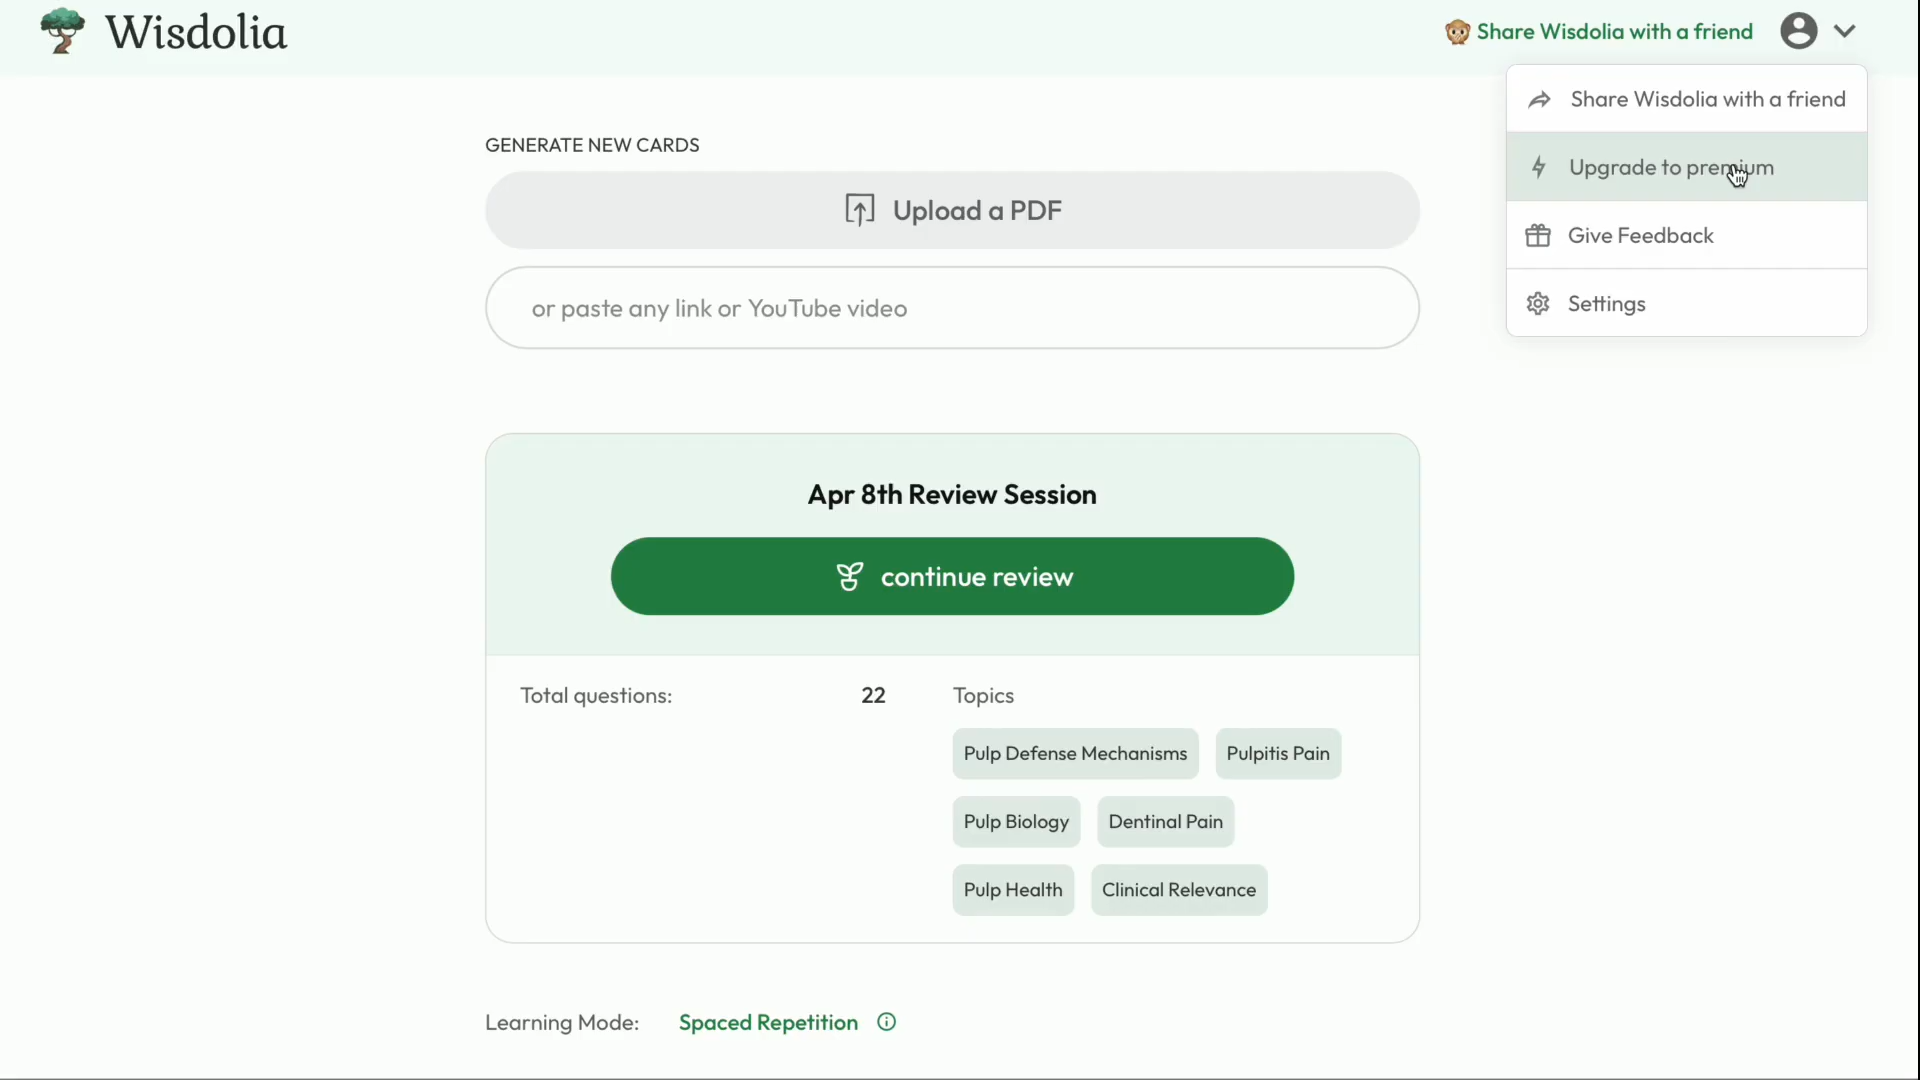 Wisdolia
Share Wisdolia with a friend
Share Wisdolia with a friend
Upgrade to premium
Give Feedback
Settings
GENERATE NEW CARDS
Upload a PDF
or paste any link or YouTube video
Apr 8th Review Session
continue review
Total questions: 22
Topics
Pulp Defense Mechanisms Pulpitis Pain
Pulp Biology Dentinal Pain
Pulp Health Clinical Relevance
Learning Mode: Spaced Repetition